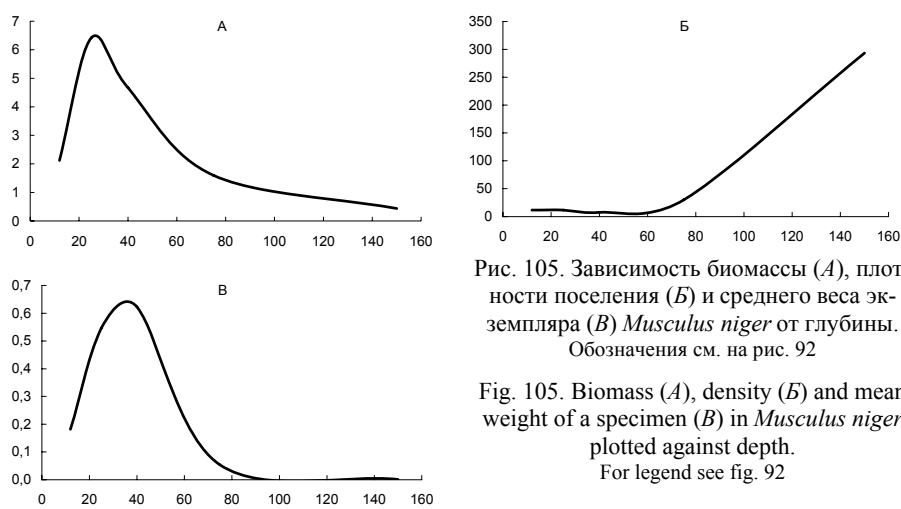 А
7
6
5
4
3
2
1
0
0 20 40 60 80 100 120 140 160
Б
350
300
250
200
150
100
50
0
0 20 40 60 80 100 120 140 160
В
0,7
0,6
0,5
0,4
0,3
0,2
0,1
0,0
0 20 40 60 80 100 120 140 160
Рис. 105. Зависимость биомассы (А), плот-
ности поселения (Б) и среднего веса эк-
земпляра (В) Musculus niger от глубины.
Обозначения см. на рис. 92
Fig. 105. Biomass (А), density (Б) and mean
weight of a specimen (В) in Musculus niger
plotted against depth.
For legend see fig. 92